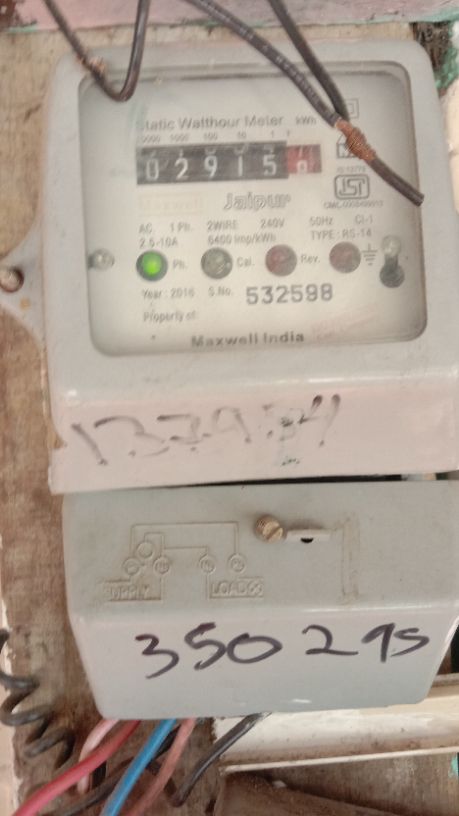 Static Watthour Meter kWh
10000 1000 100 10 1
0 2 9 1 5
Maxwell
Jaipur
ISI
AC. 1 Ph. 2WIRE 240V 50Hz Cl-1
2.5-10A 6400 imp/kWh TYPE: RS-14
Ph. Cal. Rev.
Year: 2016 S.No. 532598
Property of:
Maxwell India
SUPPLY LOAD
350295